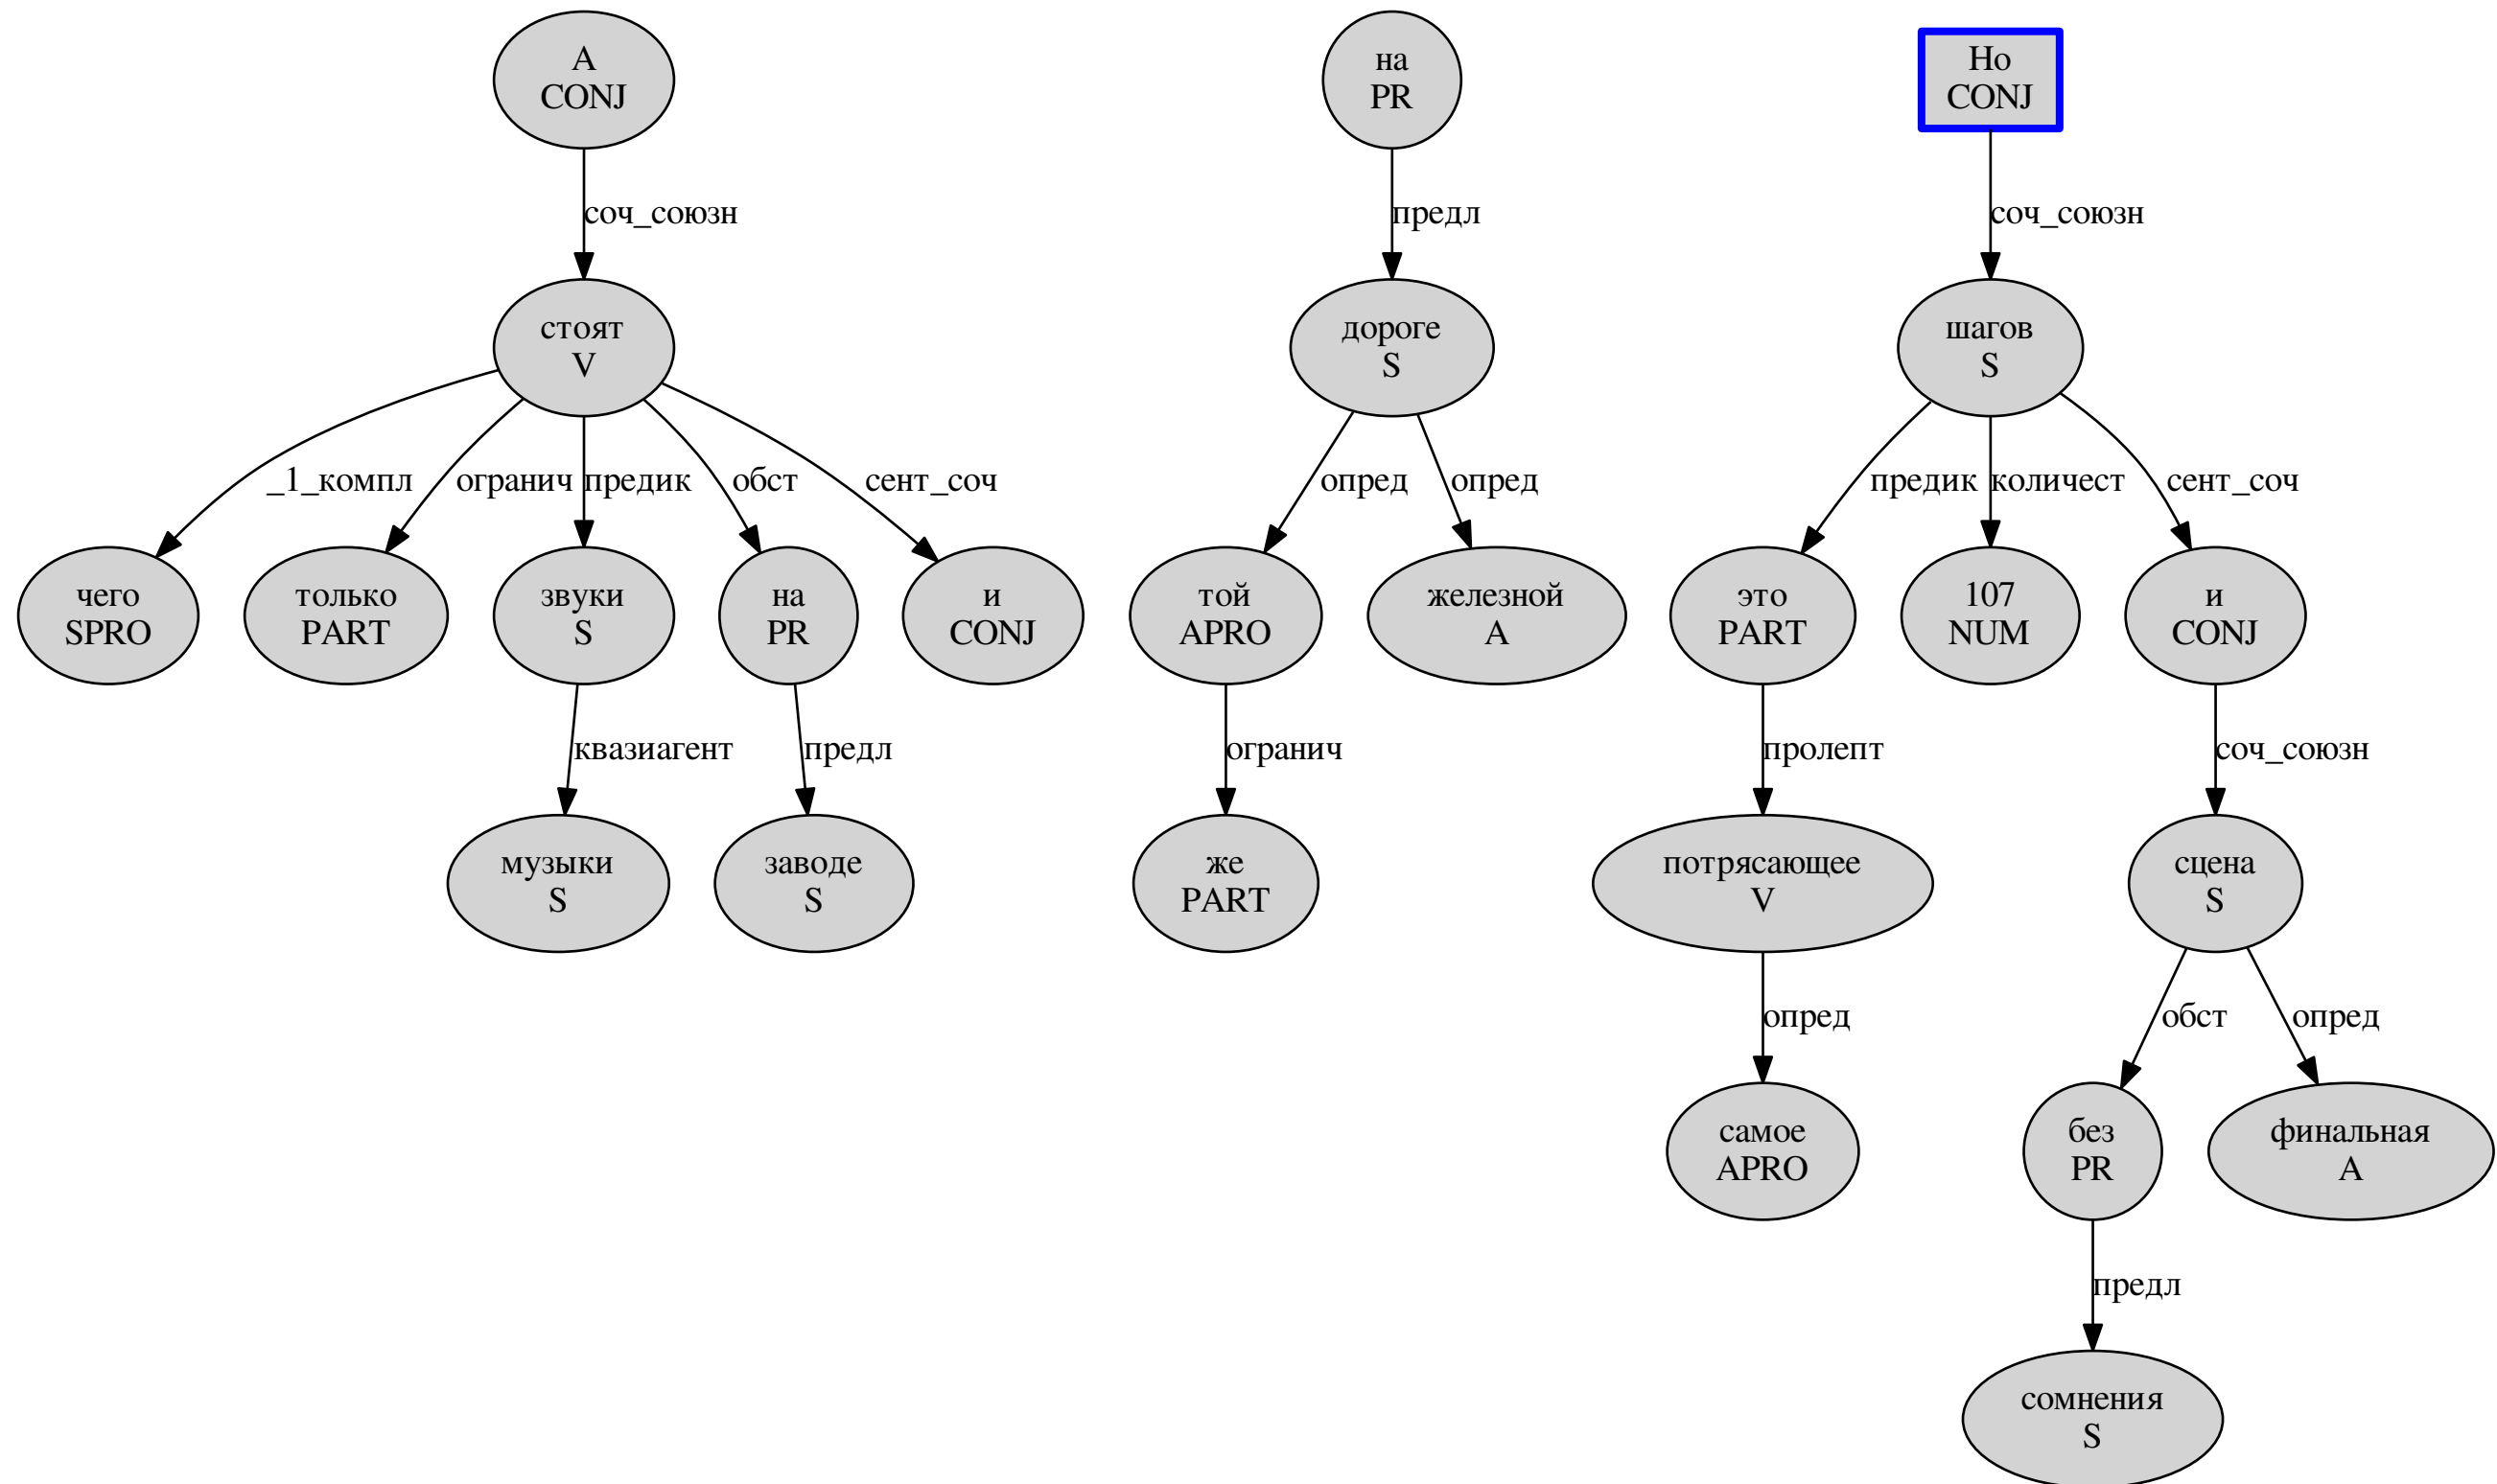 А
CONJ
на
PR
Но
CONJ
соч_союзн
предл
соч_союзн
стоят
V
дороге
S
шагов
S
_1_компл
огранич
предик
обст
сент_соч
опред
опред
предик
количест
сент_соч
чего
SPRO
только
PART
звуки
S
на
PR
и
CONJ
той
APRO
железной
A
это
PART
107
NUM
и
CONJ
квазиагент
предл
огранич
пролепт
соч_союзн
музыки
S
заводе
S
же
PART
потрясающее
V
сцена
S
опред
обст
опред
самое
APRO
без
PR
финальная
A
предл
сомнения
S